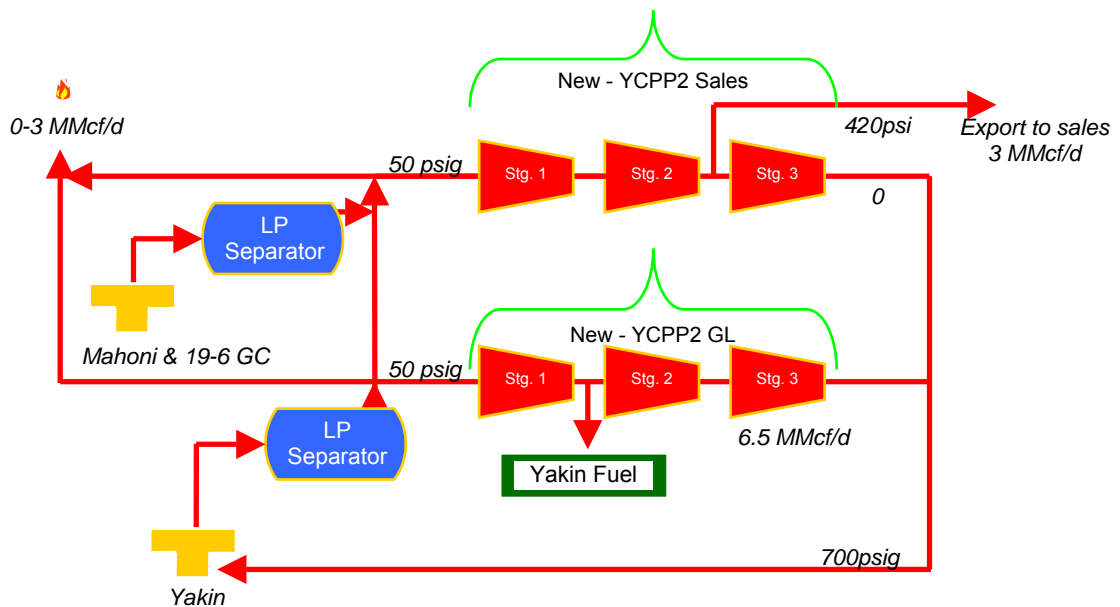 New - YCPP2 Sales
0-3 MMcf/d
420psi
Export to sales
3 MMcf/d
50 psig
Stg. 1
Stg. 2
Stg. 3
0
LP
Separator
Mahoni & 19-6 GC
New - YCPP2 GL
50 psig
Stg. 1
Stg. 2
Stg. 3
LP
Separator
6.5 MMcf/d
Yakin Fuel
700psig
Yakin